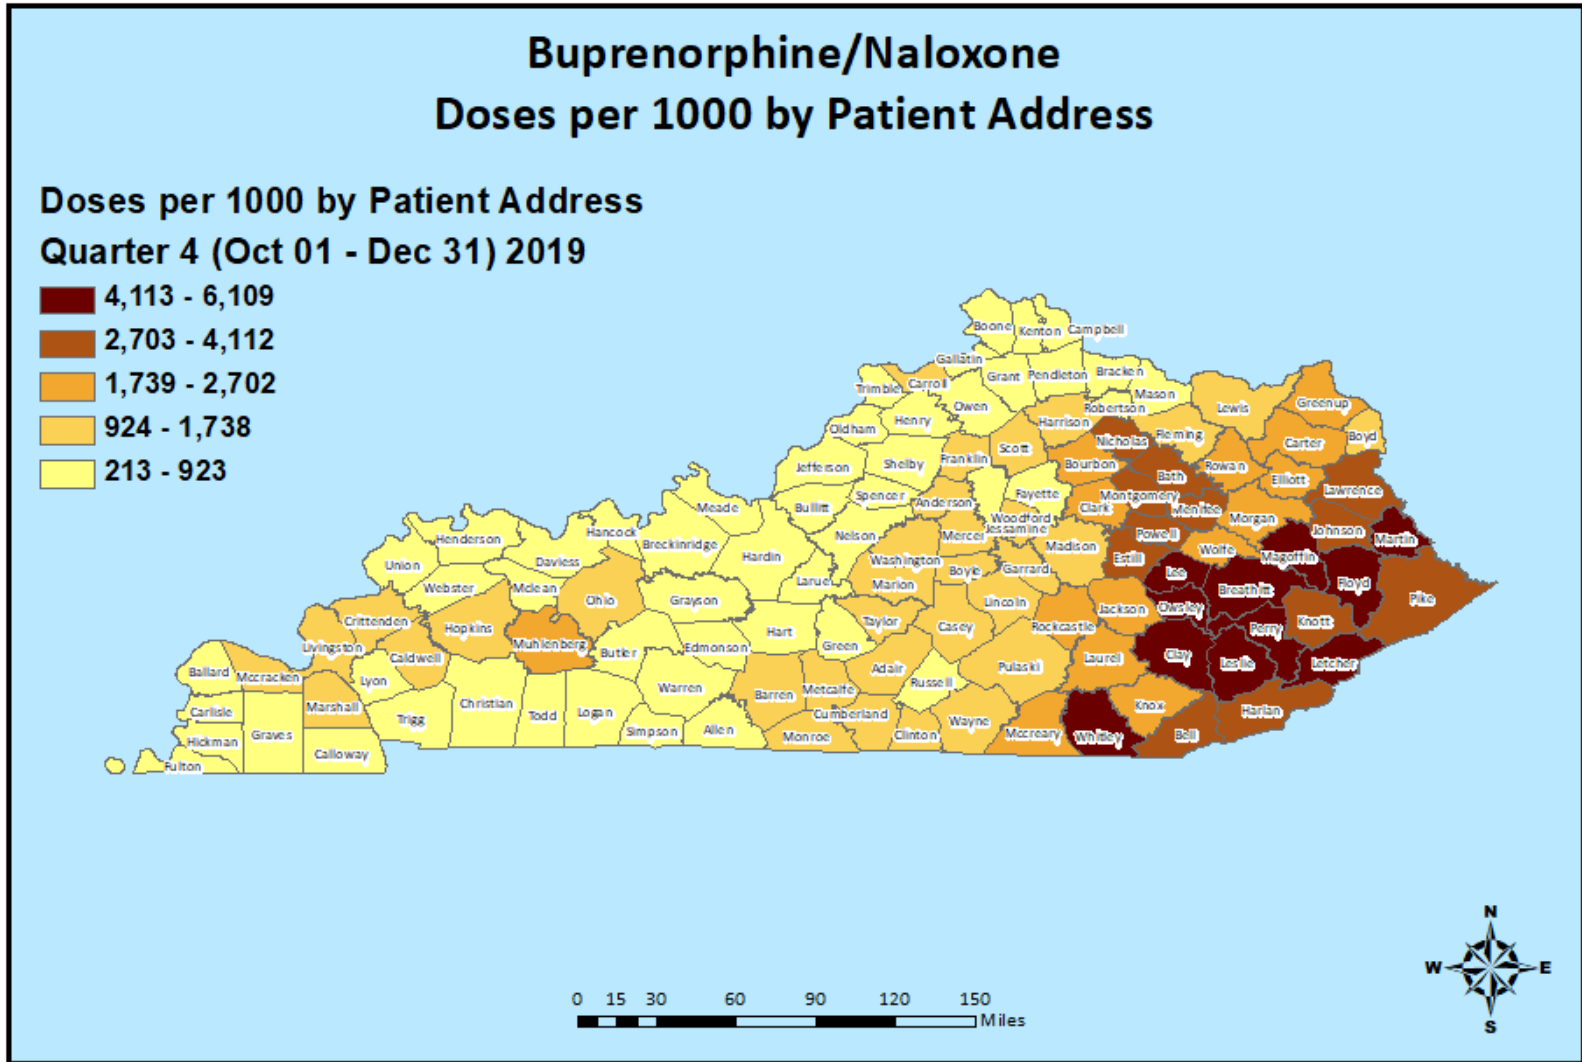 Buprenorphine/Naloxone
Doses per 1000 by Patient Address
Doses per 1000 by Patient Address
Quarter 4 (Oct 01 - Dec 31) 2019
4,113 - 6,109
2,703 - 4,112
1,739 - 2,702
924 - 1,738
213 - 923
Boone
Kenton
Campbell
Gallatin
Grant
Pendleton
Bracken
Trimble
Carroll
Mason
Owen
Robertson
Lewis
Greenup
Henry
Harrison
Oldham
Nicholas
Fleming
Carter
Boyd
Scott
Franklin
Jefferson
Shelby
Bourbon
Rowan
Bath
Elliott
Lawrence
Spencer
Fayette
Anderson
Montgomery
Meade
Bullitt
Clark
Menifee
Woodford
Morgan
Jessamine
Hancock
Henderson
Nelson
Mercer
Powell
Johnson
Martin
Breckinridge
Madison
Hardin
Wolfe
Magoffin
Daviess
Washington
Estill
Union
Boyle
Garrard
Lee
Floyd
Larue
Marion
Webster
Mclean
Breathitt
Ohio
Grayson
Lincoln
Pike
Owsley
Jackson
Crittenden
Taylor
Hopkins
Casey
Rockcastle
Perry
Knott
Hart
Muhlenberg
Livingston
Green
Edmonson
Butler
Caldwell
Clay
Laurel
Leslie
Letcher
Adair
Pulaski
Ballard
Mccracken
Lyon
Russell
Warren
Metcalfe
Barren
Christian
Knox
Marshall
Carlisle
Harlan
Logan
Cumberland
Todd
Trigg
Wayne
Allen
Simpson
Mccreary
Graves
Clinton
Whitley
Bell
Monroe
Hickman
Calloway
Fulton
0 15 30 60 90 120 150
Miles
N
W E
S